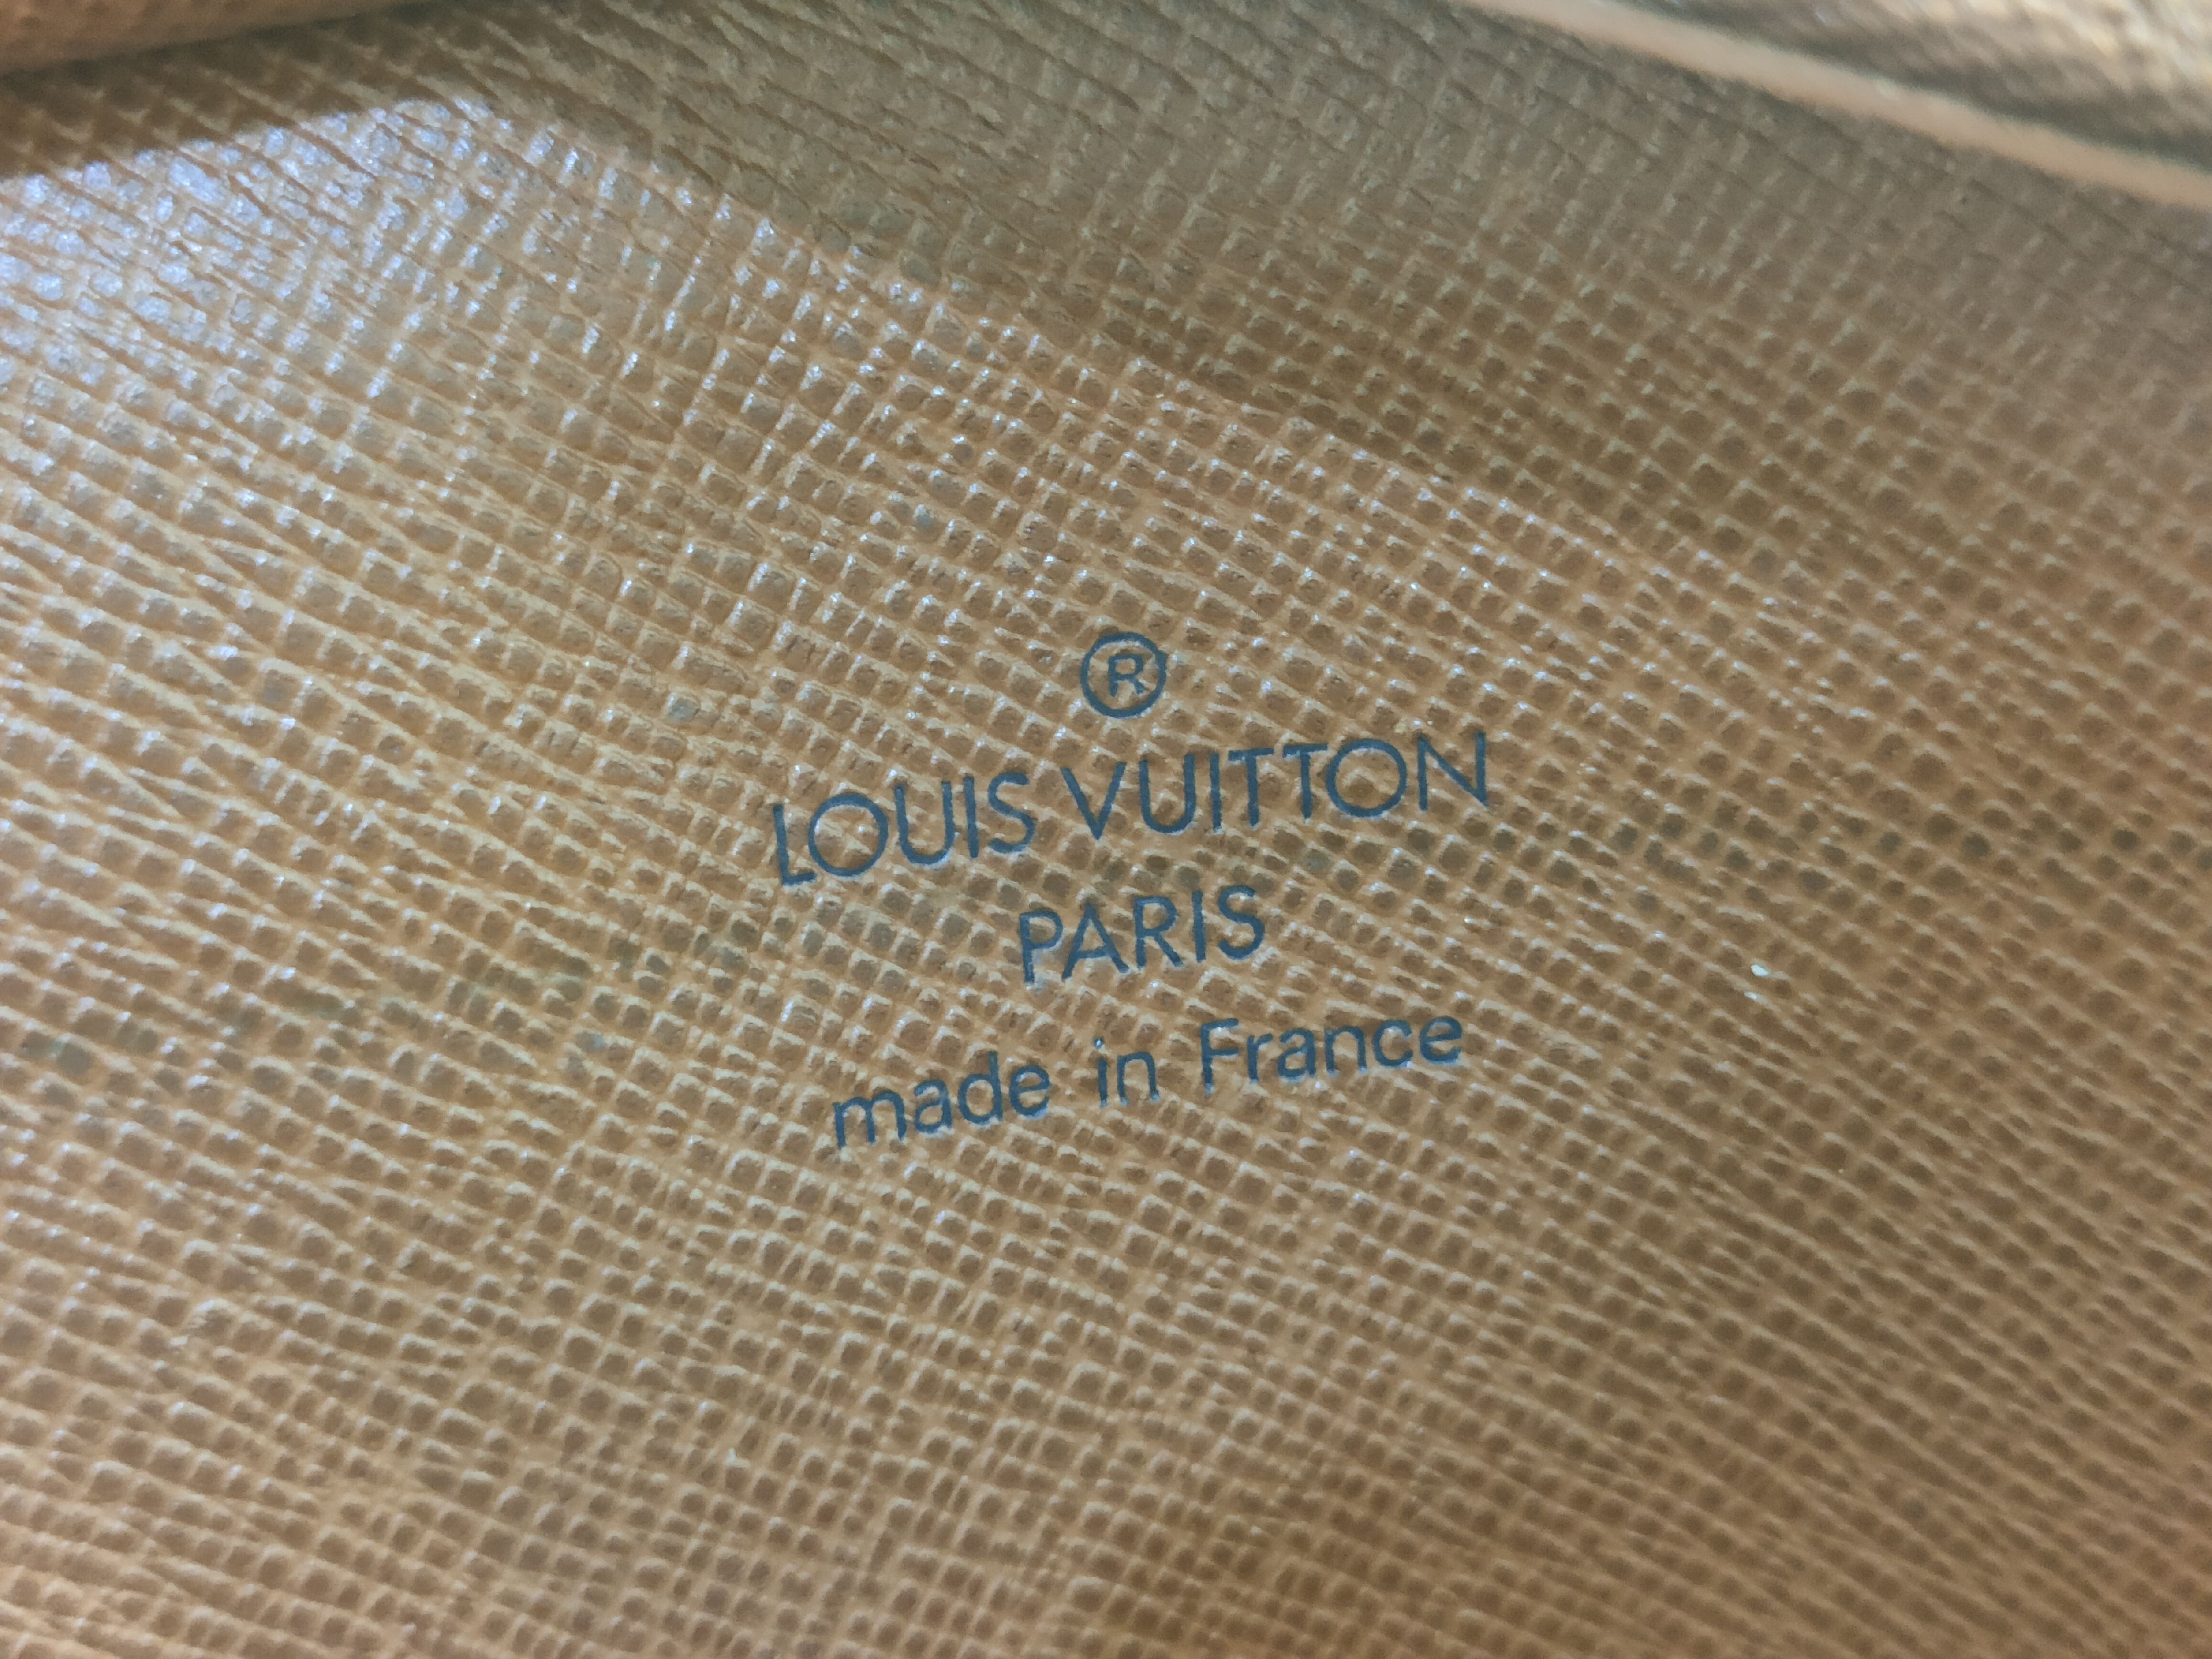 ®
LOUIS VUITTON
PARIS
made in France